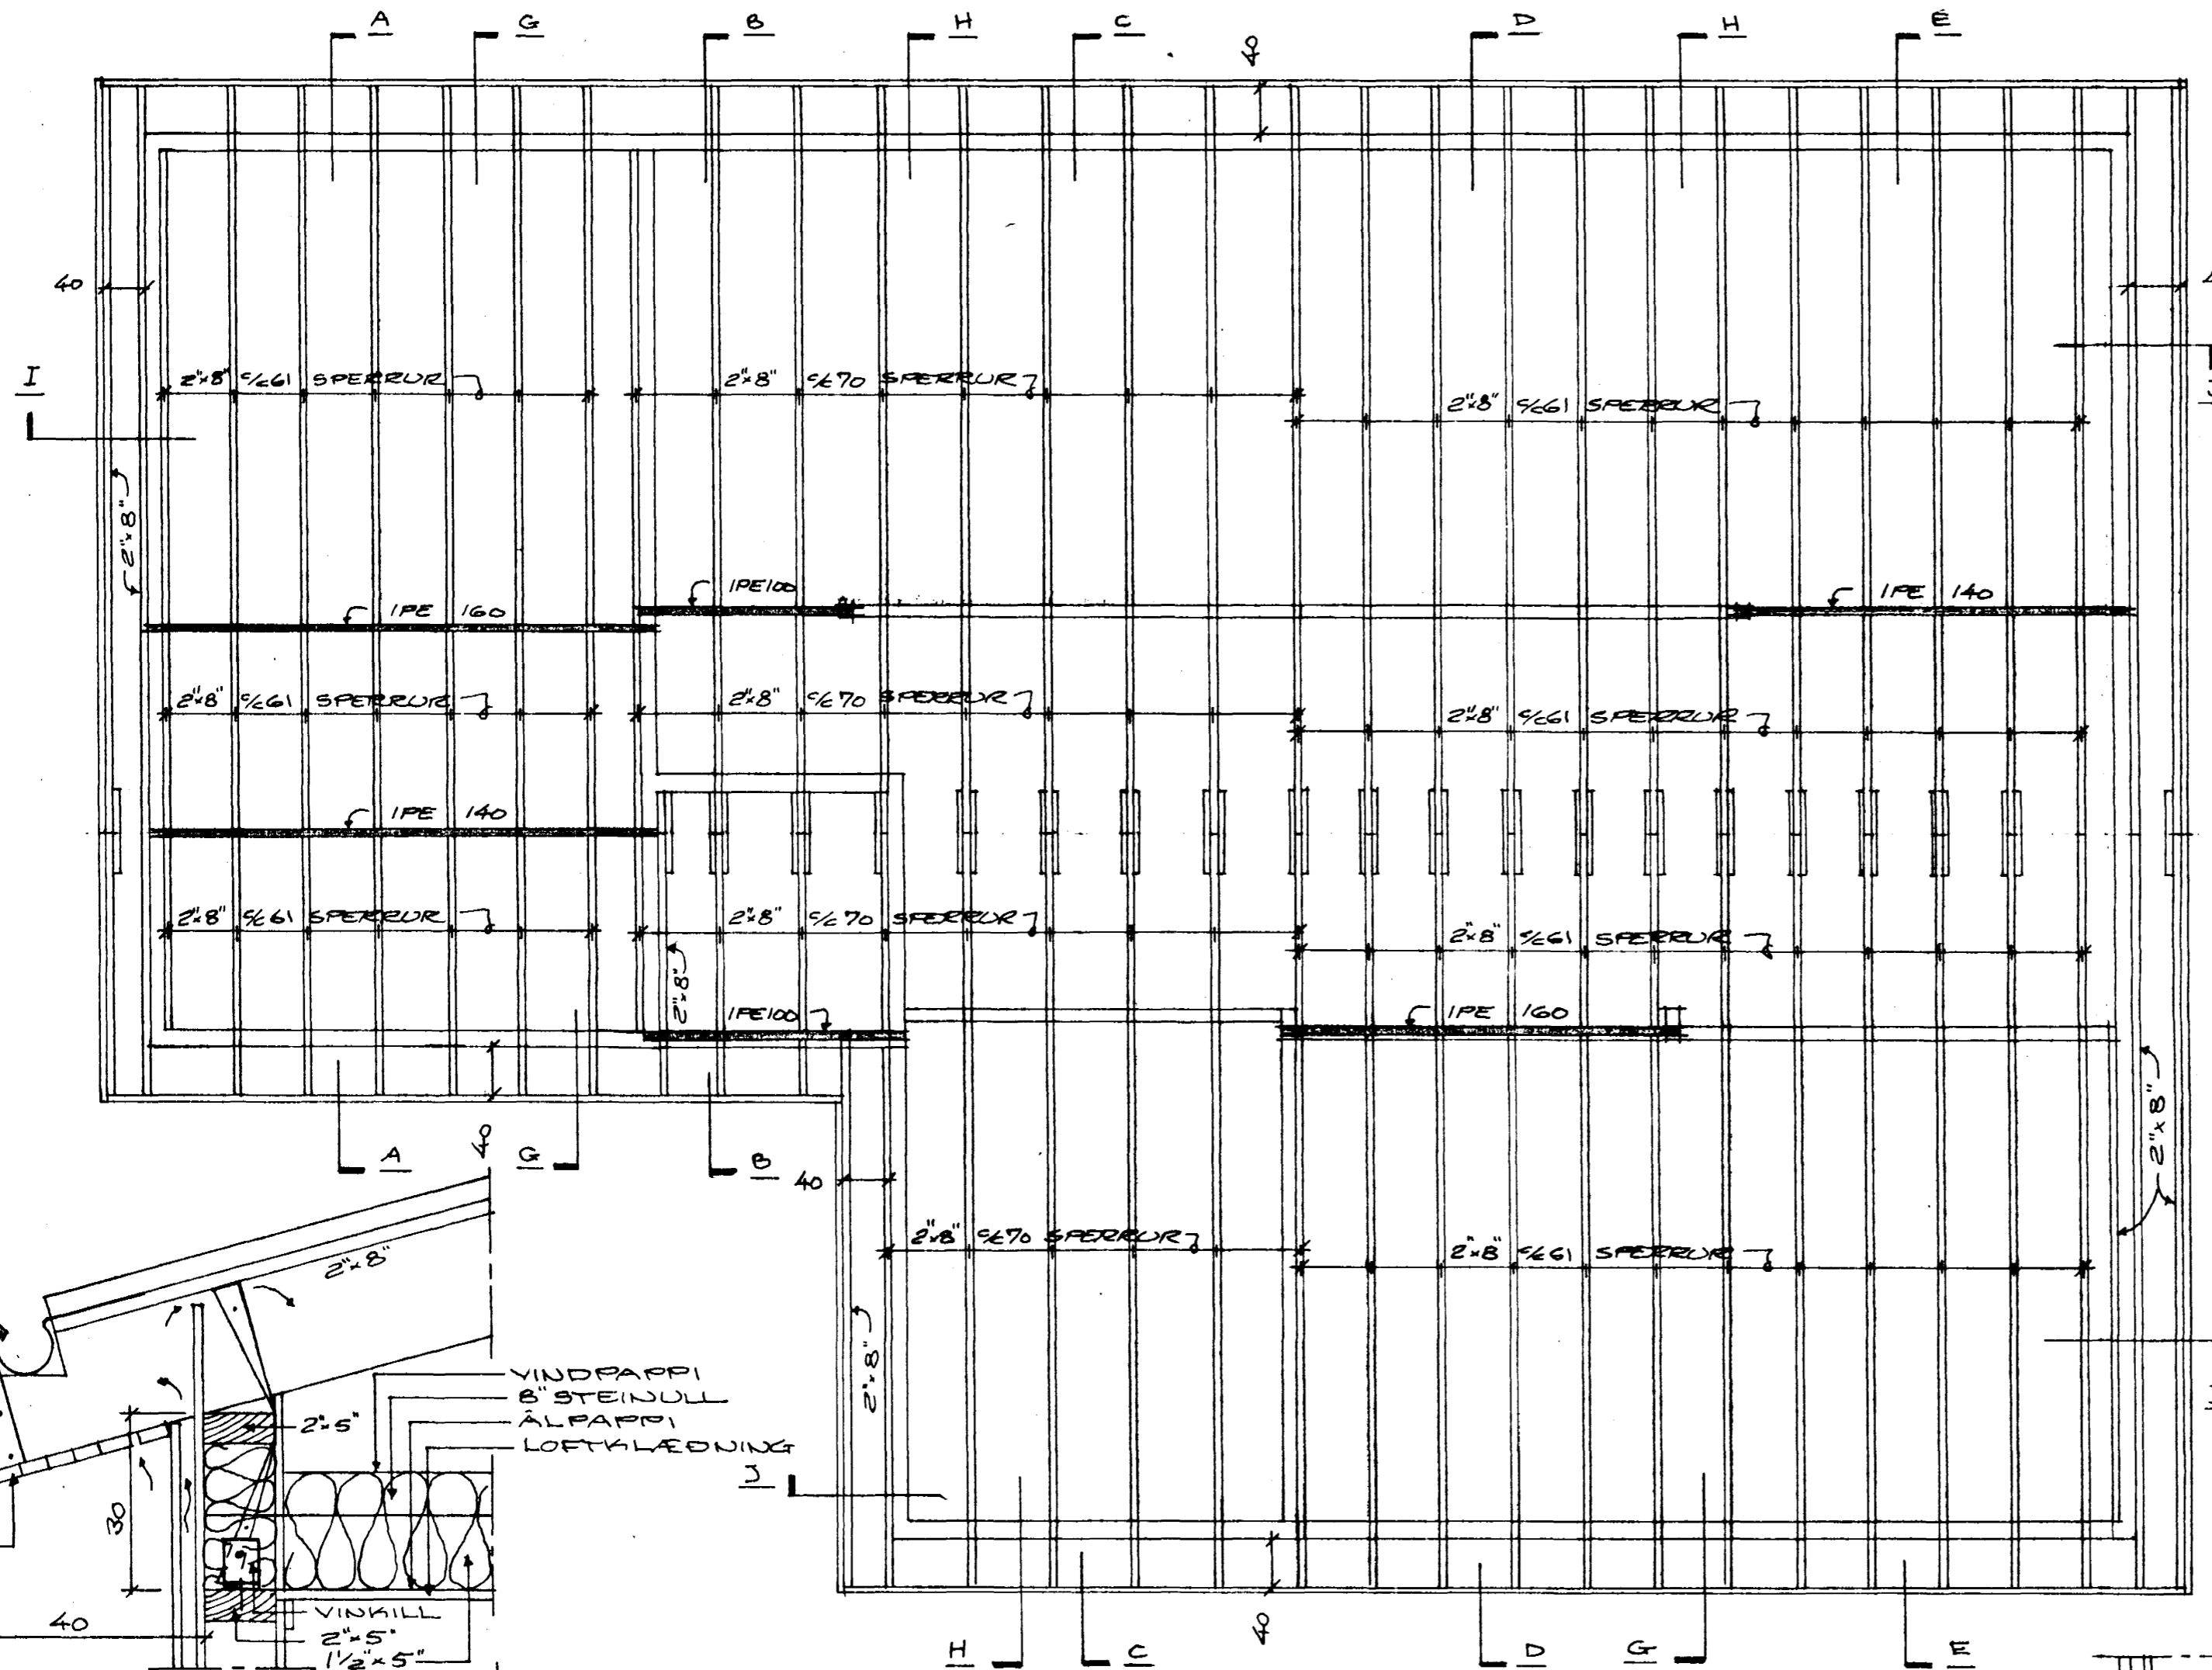 A G B H C D H E
40
40
I
2"x8" c/c61 SPERRUR
2"x8" c/c70 SPERRUR
2"x8" c/c61 SPERRUR
2"x8"
IPE 160
IPE100
IPE 140
2"x8" c/c61 SPERRUR
2"x8" c/c70 SPERRUR
2"x8" c/c61 SPERRUR
IPE 140
2"x8" c/c61 SPERRUR
2"x8" c/c70 SPERRUR
2"x8" c/c61 SPERRUR
2"x8"
IPE100
IPE 160
A
40
G
B
40
2"x8"
2"x8" c/c70 SPERRUR
2"x8" c/c61 SPERRUR
2"x8"
2"x8"
VINDPAPPI
8" STEINULL
ÁLPAPPI
LOFTKLÆÐNING
2"x5"
30
J
VINKILL
2"x5"
1½"x5"
40
40
H C D G E